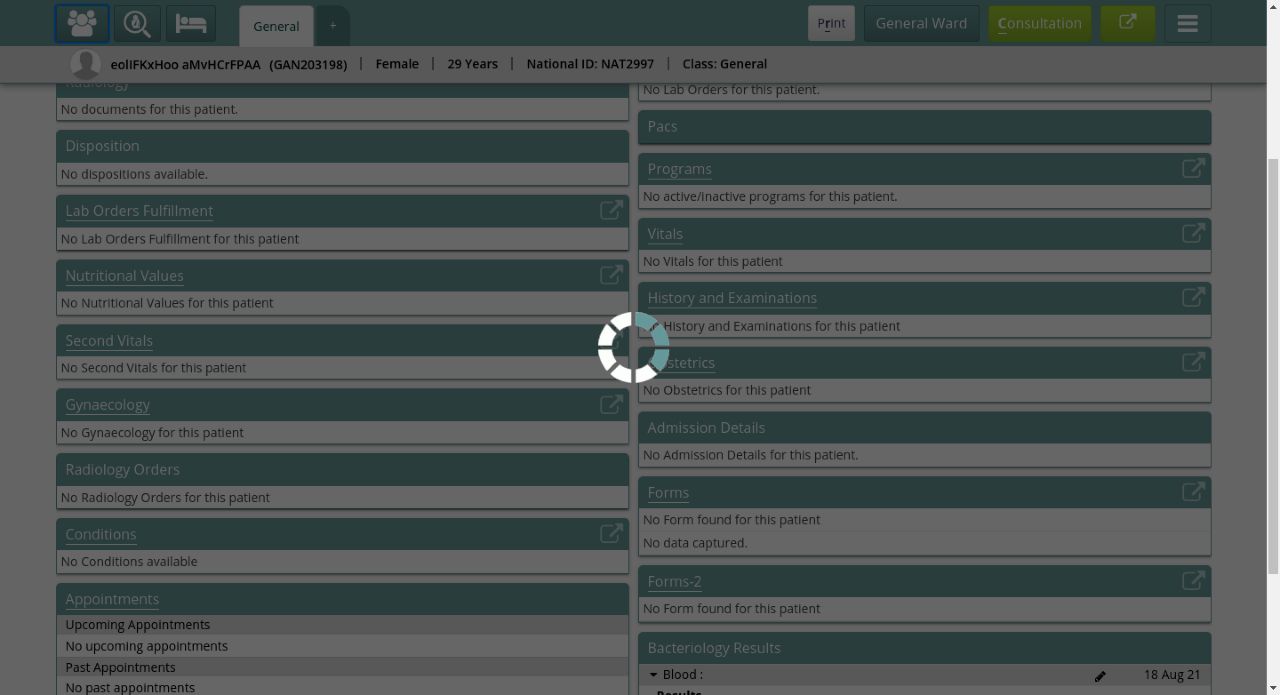 General
+
Print
General Ward
Consultation
eolIFKxHoo aMvHCrFPAA (GAN203198) | Female | 29 Years | National ID: NAT2997 | Class: General
Radiology
No documents for this patient.
Disposition
No dispositions available.
Lab Orders Fulfillment
No Lab Orders Fulfillment for this patient
Nutritional Values
No Nutritional Values for this patient
Second Vitals
No Second Vitals for this patient
Gynaecology
No Gynaecology for this patient
Radiology Orders
No Radiology Orders for this patient
Conditions
No Conditions available
Appointments
Upcoming Appointments
No upcoming appointments
Past Appointments
No past appointments
No Lab Orders for this patient.
Pacs
Programs
No active/inactive programs for this patient.
Vitals
No Vitals for this patient
History and Examinations
History and Examinations for this patient
No Obstetrics for this patient
Admission Details
No Admission Details for this patient.
Forms
No Form found for this patient
No data captured.
Forms-2
No Form found for this patient
Bacteriology Results
Blood : 18 Aug 21
Results